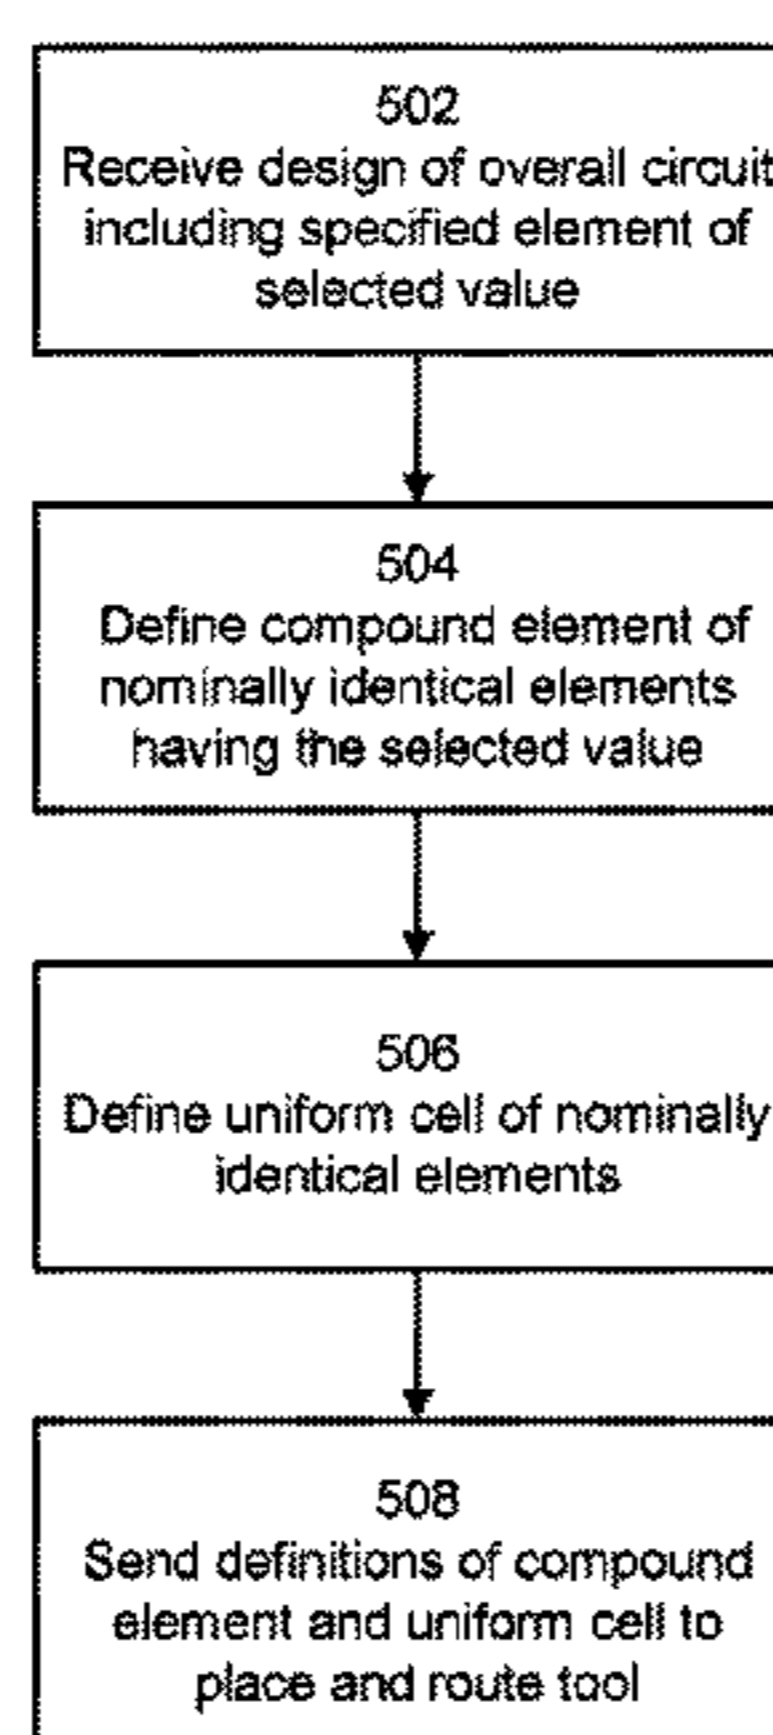 502
Receive design of overall circuit
including specified element of
selected value
504
Define compound element of
nominally identical elements
having the selected value
506
Define uniform cell of nominally
identical elements
508
Send definitions of compound
element and uniform cell to
place and route tool